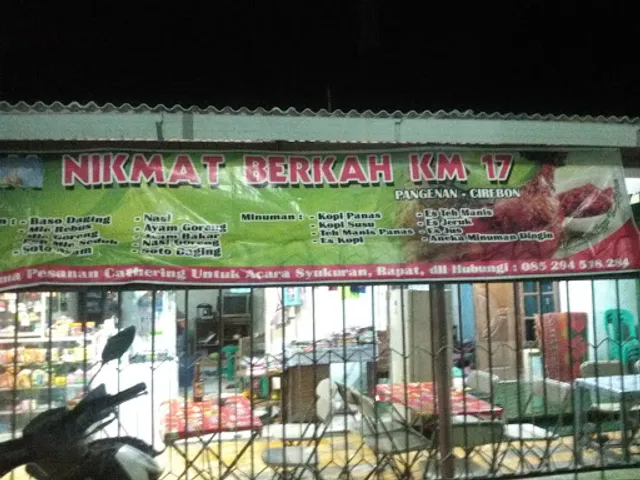 NIKMAT BERKAH KM 17
PANGENAN - CIREBON
- Baso Daging
- Mie Rebus
- Mie Goreng
- Soto Ayam
- Nasi
- Ayam Goreng
- Ayam Bakar
- Nasi Goreng
- Soto Daging
Minuman : - Kopi Panas
- Kopi Susu
- Teh Manis Panas
- Es Kopi
- Es Teh Manis
- Es Jeruk
- Es Jus
- Aneka Minuman Dingin
Pesanan Cathering Untuk Acara Syukuran, Rapat, dll Hubungi : 085 294 518 284